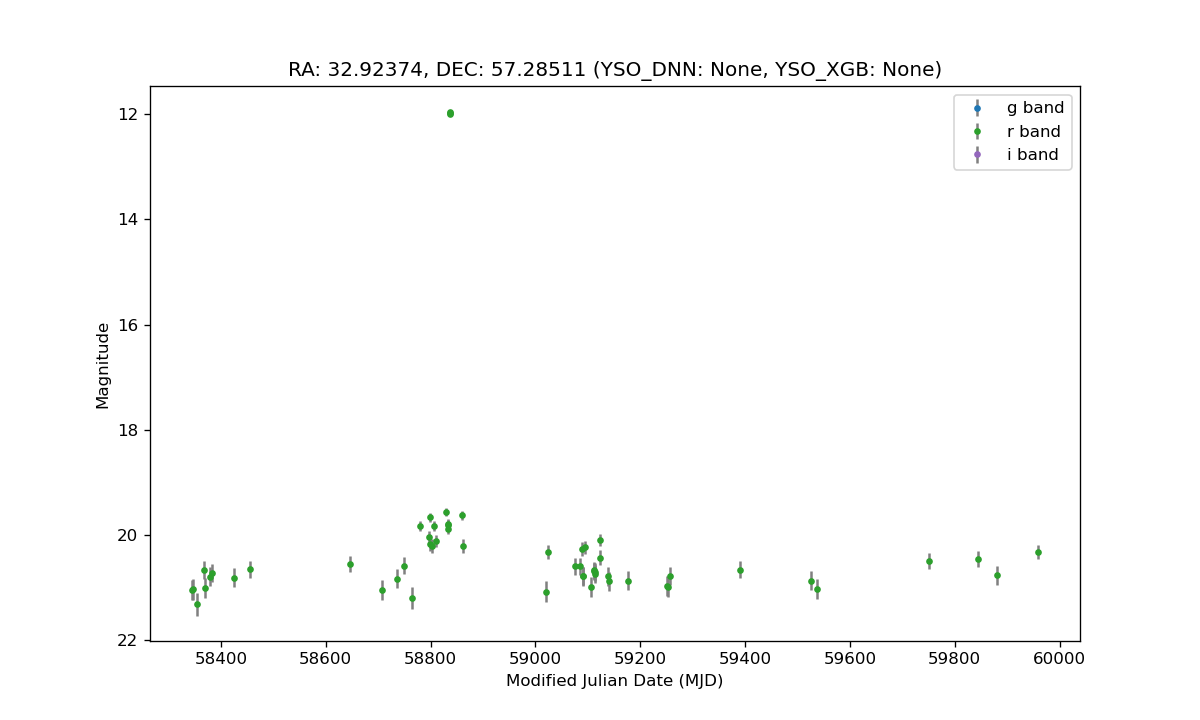 RA: 32.92374, DEC: 57.28511 (YSO_DNN: None, YSO_XGB: None)
g band
r band
i band
12
14
16
18
20
22
Magnitude
58400 58600 58800 59000 59200 59400 59600 59800 60000
Modified Julian Date (MJD)